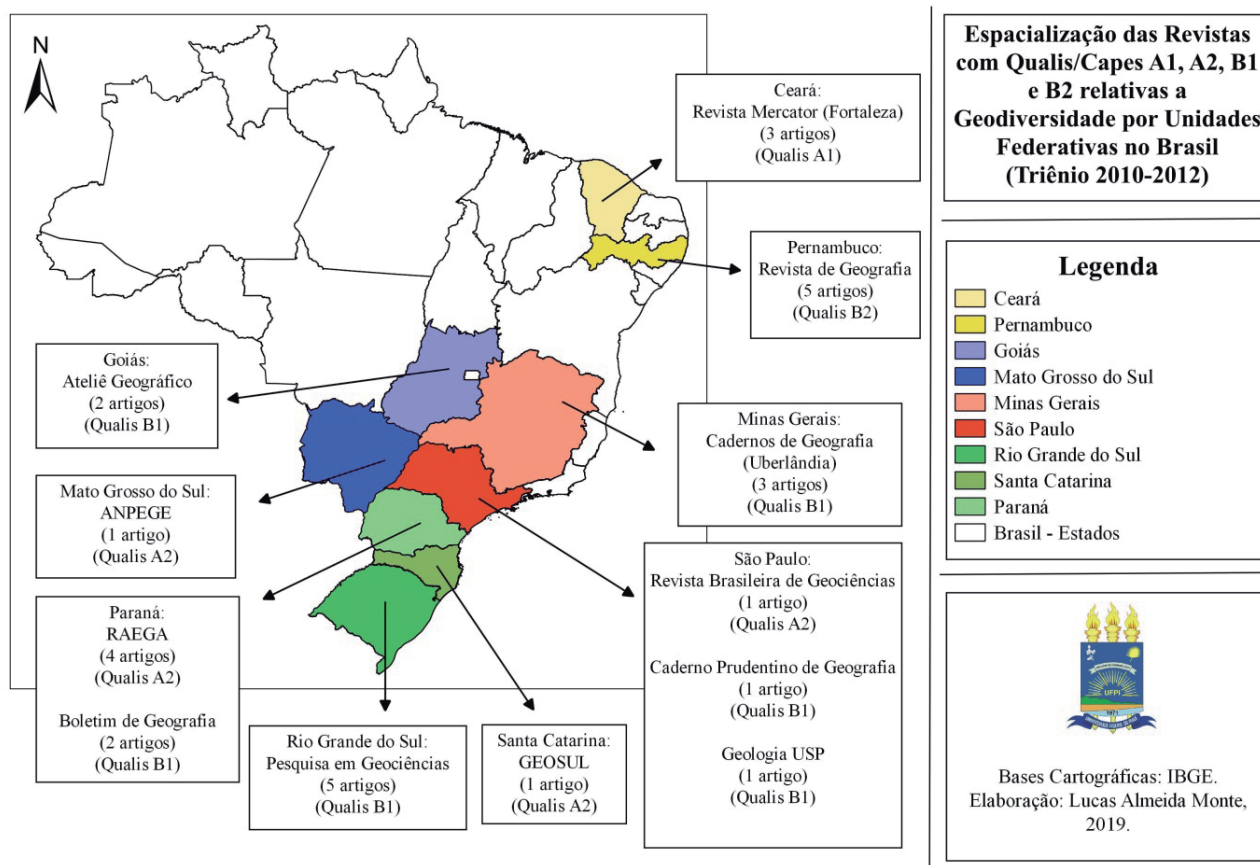 N
Ceará:
Revista Mercator (Fortaleza)
(3 artigos)
(Qualis A1)
Pernambuco:
Revista de Geografia
(5 artigos)
(Qualis B2)
Goiás:
Ateliê Geográfico
(2 artigos)
(Qualis B1)
Minas Gerais:
Cadernos de Geografia
(Uberlândia)
(3 artigos)
(Qualis B1)
Mato Grosso do Sul:
ANPEGE
(1 artigo)
(Qualis A2)
São Paulo:
Revista Brasileira de Geociências
(1 artigo)
(Qualis A2)
Caderno Prudentino de Geografia
(1 artigo)
(Qualis B1)
Geologia USP
(1 artigo)
(Qualis B1)
Paraná:
RAEGA
(4 artigos)
(Qualis A2)
Boletim de Geografia
(2 artigos)
(Qualis B1)
Rio Grande do Sul:
Pesquisa em Geociências
(5 artigos)
(Qualis B1)
Santa Catarina:
GEOSUL
(1 artigo)
(Qualis A2)
Espacialização das Revistas
com Qualis/Capes A1, A2, B1
e B2 relativas a
Geodiversidade por Unidades
Federativas no Brasil
(Triênio 2010-2012)
Legenda
Ceará
Pernambuco
Goiás
Mato Grosso do Sul
Minas Gerais
São Paulo
Rio Grande do Sul
Santa Catarina
Paraná
Brasil - Estados
UFPI
1971
Bases Cartográficas: IBGE.
Elaboração: Lucas Almeida Monte,
2019.